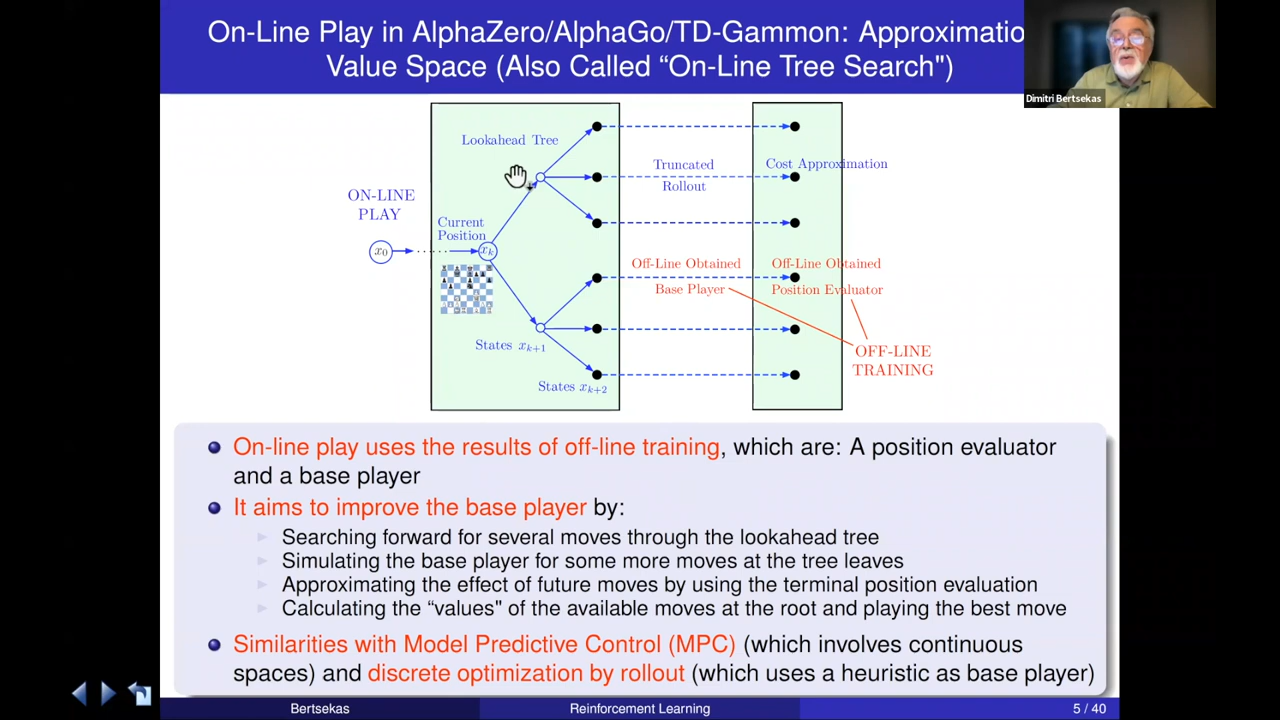 On-Line Play in AlphaZero/AlphaGo/TD-Gammon: Approximatio
Value Space (Also Called “On-Line Tree Search")
Dimitri Bertsekas
Lookahead Tree
Truncated
Rollout
Cost Approximation
ON-LINE
PLAY
Current
Position
x0
xk
Off-Line Obtained
Base Player
Off-Line Obtained
Position Evaluator
States xk+1
States xk+2
OFF-LINE
TRAINING
On-line play uses the results of off-line training, which are: A position evaluator
and a base player
It aims to improve the base player by:
Searching forward for several moves through the lookahead tree
Simulating the base player for some more moves at the tree leaves
Approximating the effect of future moves by using the terminal position evaluation
Calculating the “values" of the available moves at the root and playing the best move
Similarities with Model Predictive Control (MPC) (which involves continuous
spaces) and discrete optimization by rollout (which uses a heuristic as base player)
Bertsekas
Reinforcement Learning
5 / 40